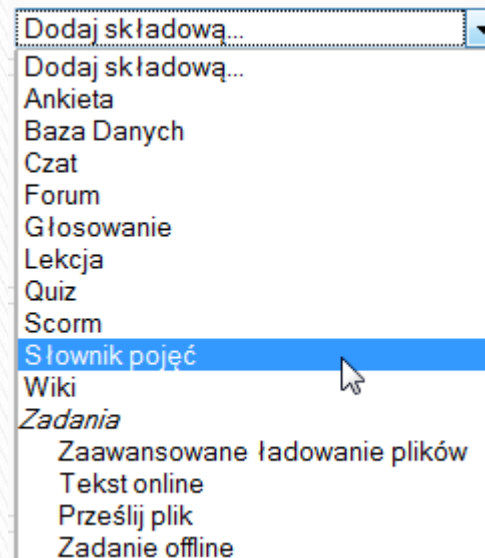 Dodaj składową...
Dodaj składową...
Ankieta
Baza Danych
Czat
Forum
Głosowanie
Lekcja
Quiz
Scorm
Słownik pojęć
Wiki
Zadania
Zaawansowane ładowanie plików
Tekst online
Prześlij plik
Zadanie offline